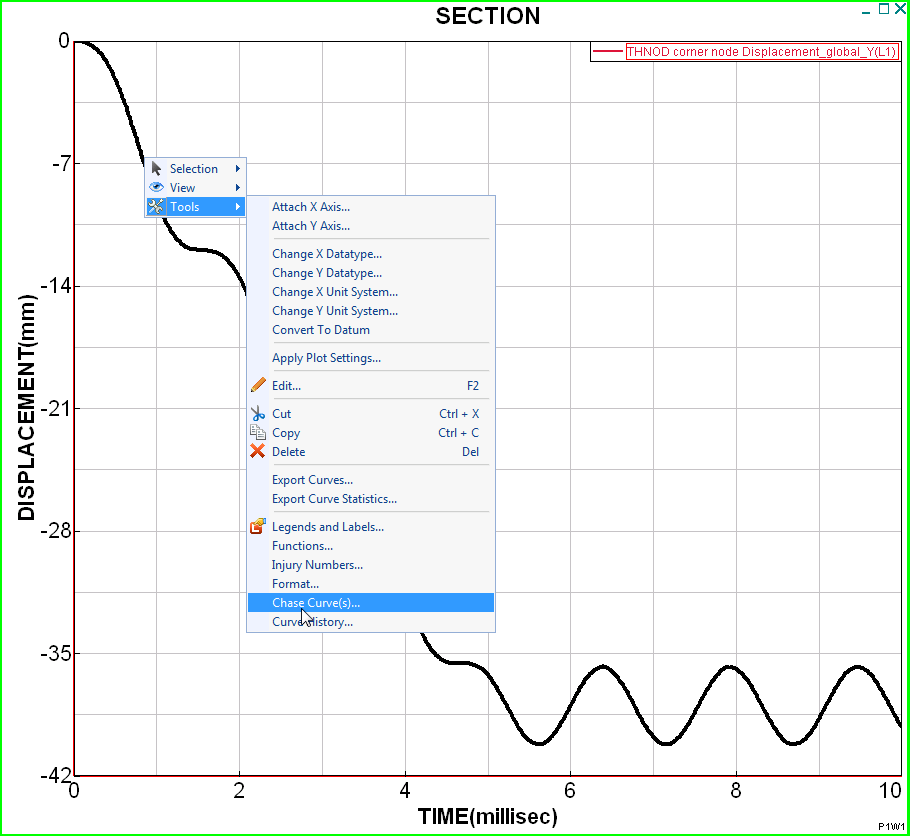 SECTION
THNOD corner node Displacement_global_Y(L1)
0
-7
-14
-21
-28
-35
-42
DISPLACEMENT(mm)
Selection
View
Tools
Attach X Axis...
Attach Y Axis...
Change X Datatype...
Change Y Datatype...
Change X Unit System...
Change Y Unit System...
Convert To Datum
Apply Plot Settings...
Edit... F2
Cut Ctrl + X
Copy Ctrl + C
Delete Del
Export Curves...
Export Curve Statistics...
Legends and Labels...
Functions...
Injury Numbers...
Format...
Chase Curve(s)...
Curve History...
0 2 4 6 8 10
TIME(millisec)
P1W1